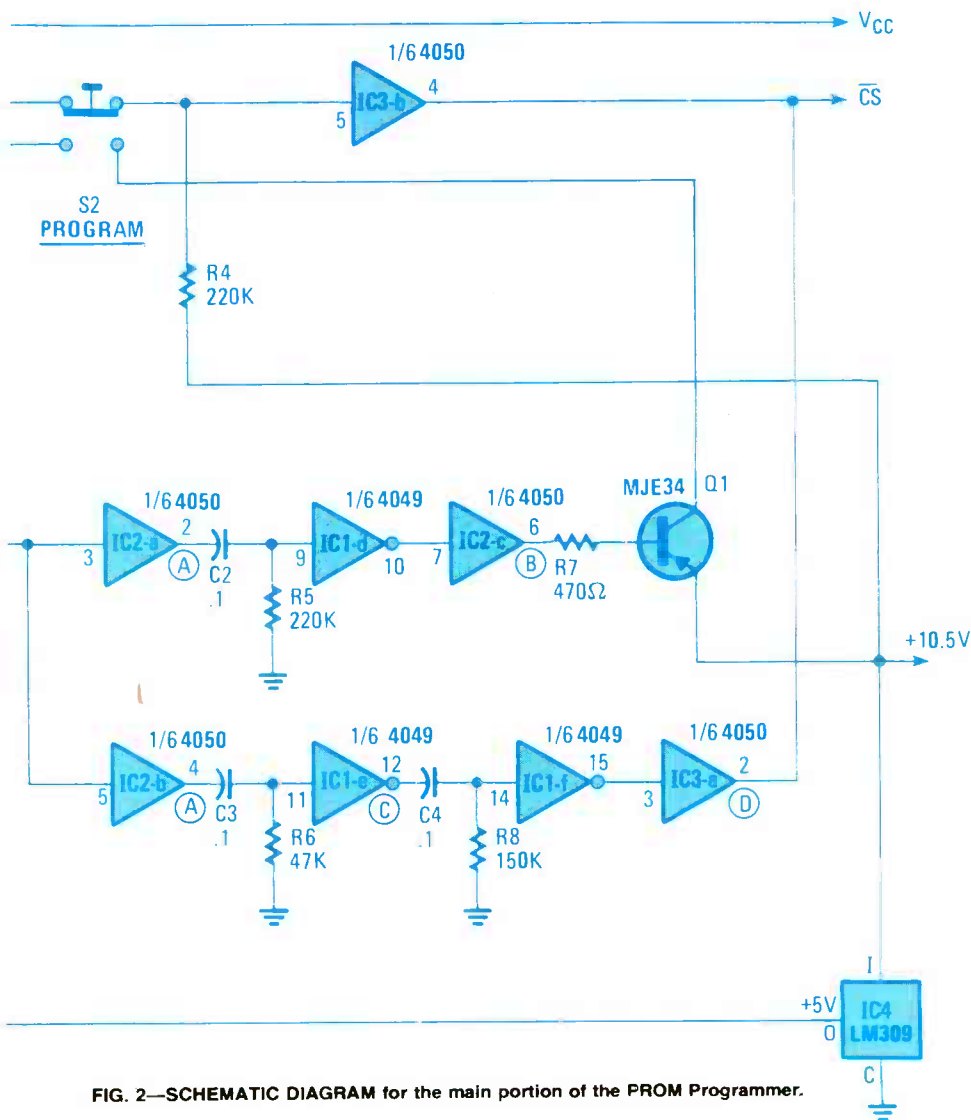 VCC
1/6 4050
IC3-b
5
4
CS
S2
PROGRAM
R4
220K
1/6 4050
IC2-a
3
2
A
C2
.1
R5
220K
1/6 4049
IC1-d
9
10
1/6 4050
IC2-c
7
6
B
R7
470Ω
MJE34 Q1
+10.5V
1/6 4050
IC2-b
5
4
A
C3
.1
R6
47K
1/6 4049
IC1-e
11
12
C
C4
.1
R8
150K
1/6 4049
IC1-f
14
15
1/6 4050
IC3-a
3
2
D
I
+5V
O
IC4
LM309
C
FIG. 2—SCHEMATIC DIAGRAM for the main portion of the PROM Programmer.